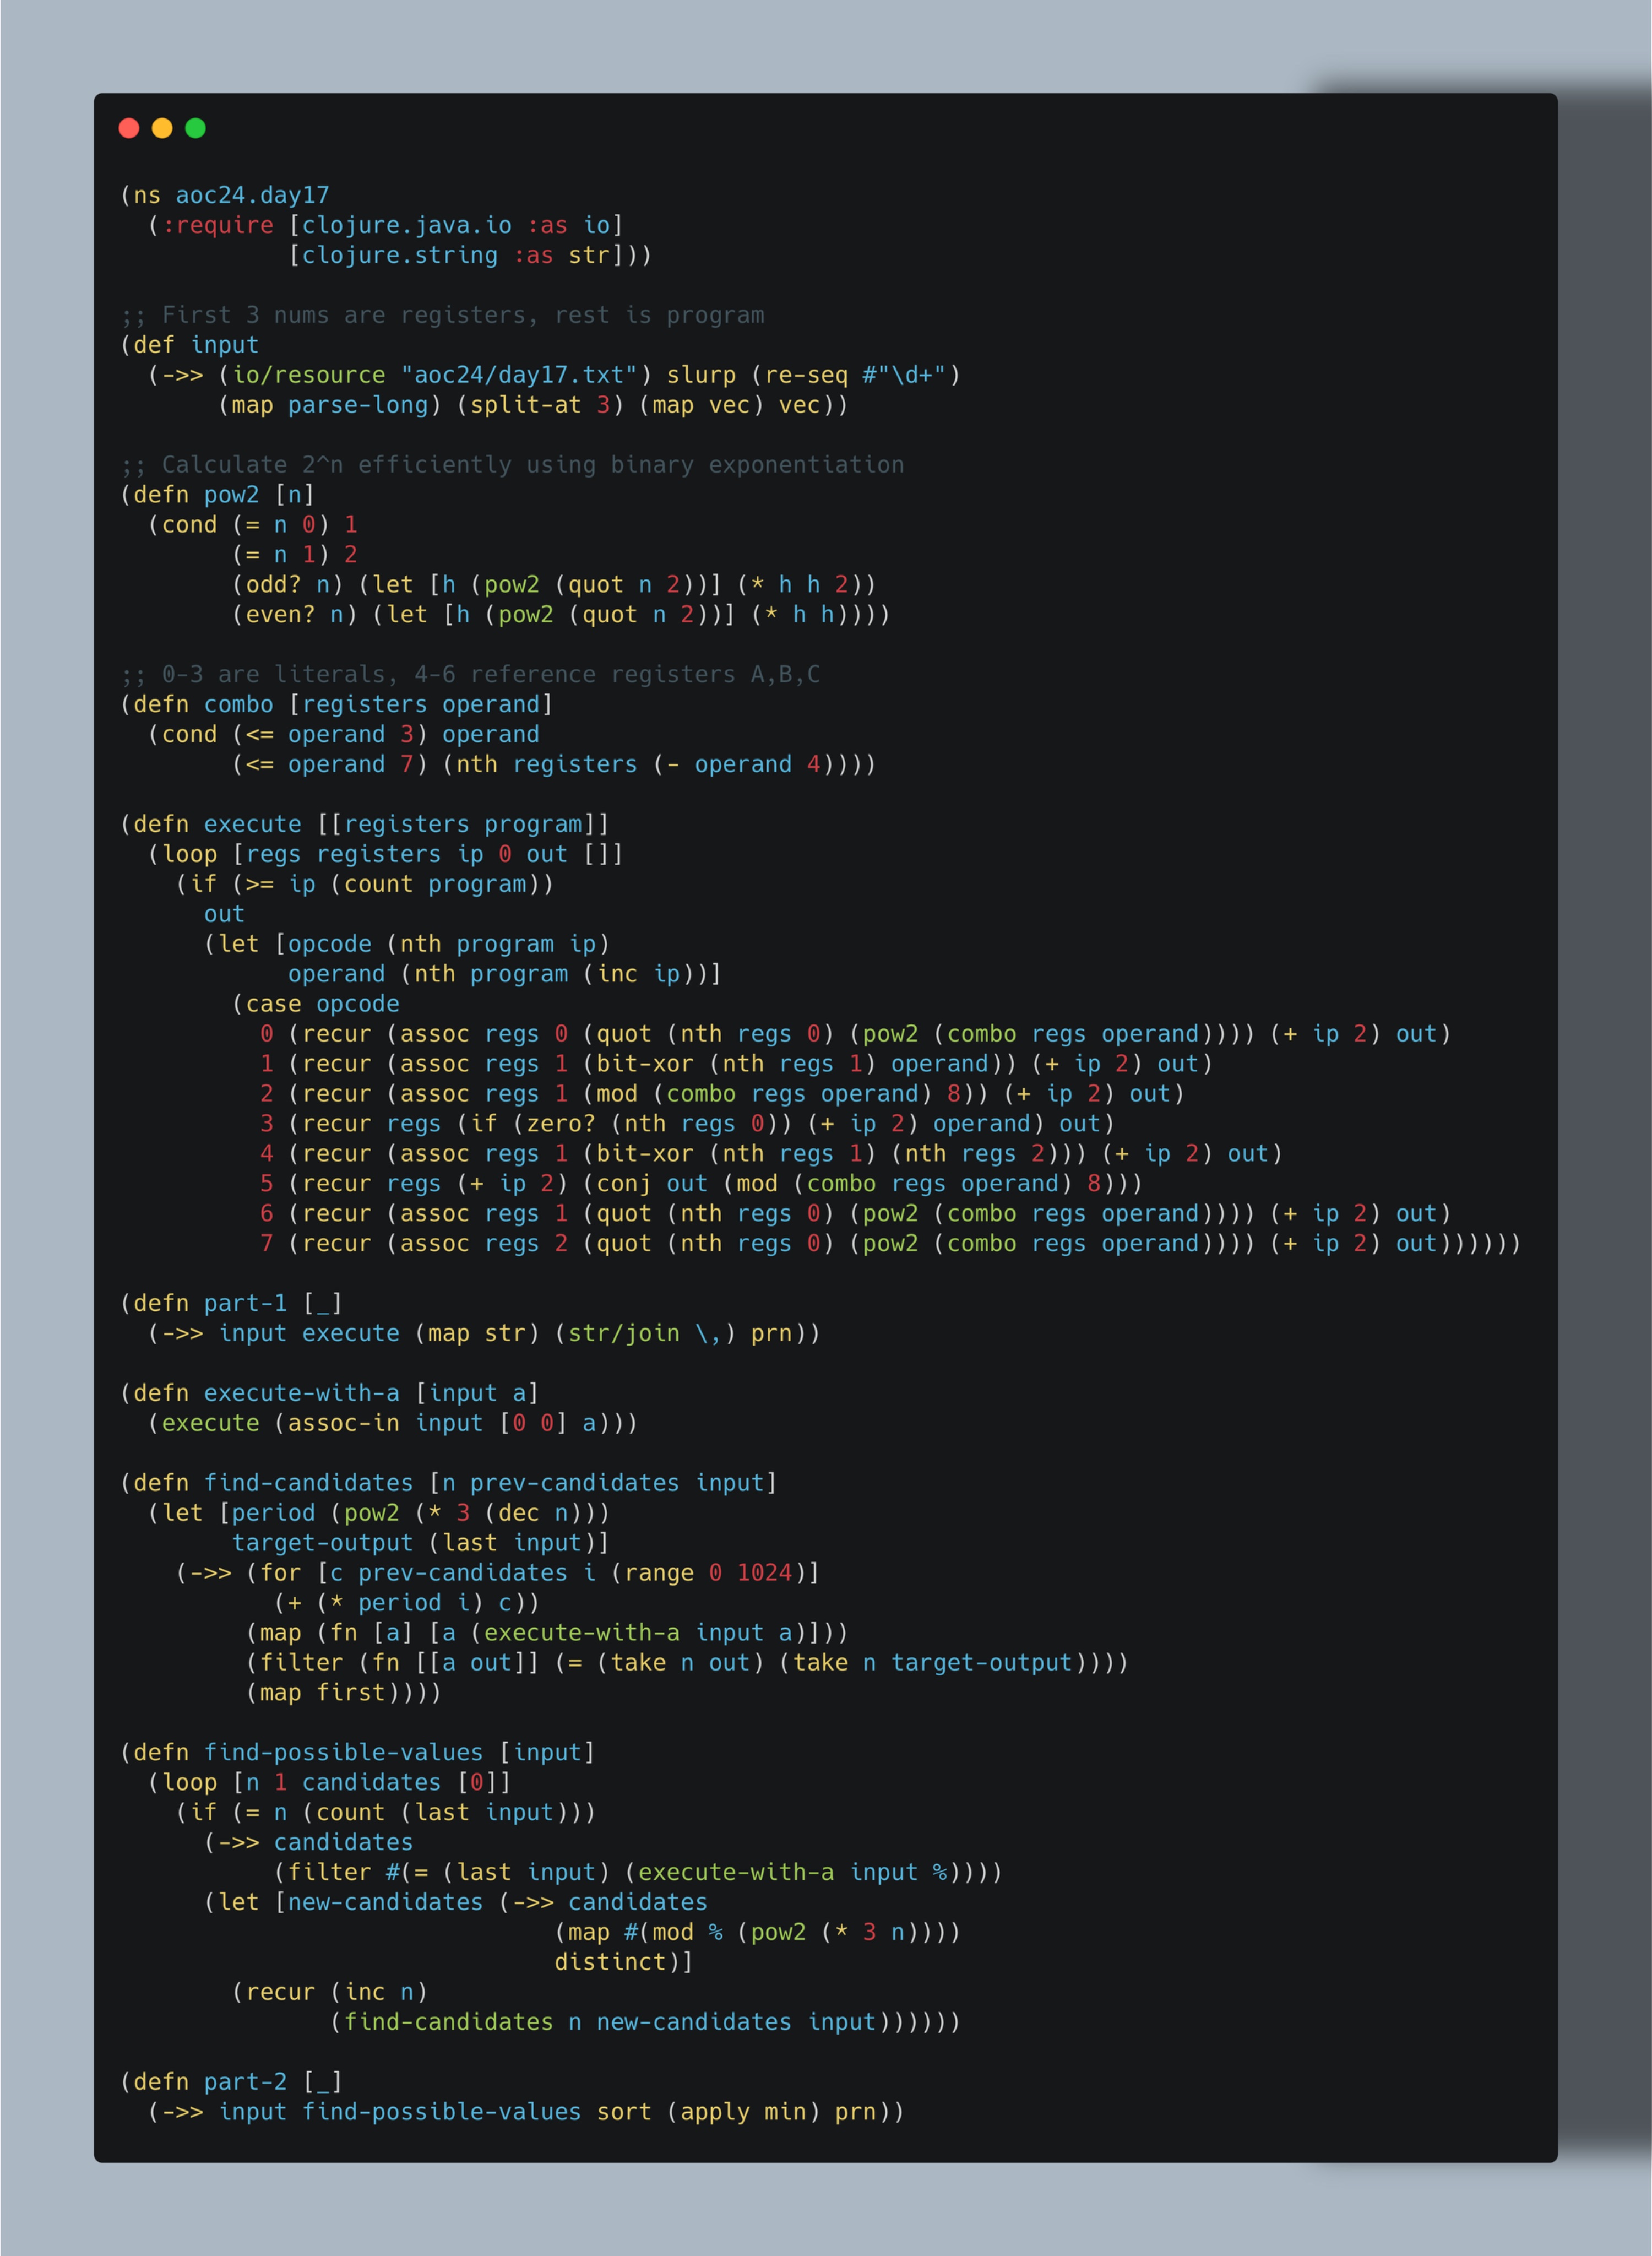 (ns aoc24.day17
  (:require [clojure.java.io :as io]
            [clojure.string :as str]))

;; First 3 nums are registers, rest is program
(def input
  (->> (io/resource "aoc24/day17.txt") slurp (re-seq #"\d+")
       (map parse-long) (split-at 3) (map vec) vec))

;; Calculate 2^n efficiently using binary exponentiation
(defn pow2 [n]
  (cond (= n 0) 1
        (= n 1) 2
        (odd? n) (let [h (pow2 (quot n 2))] (* h h 2))
        (even? n) (let [h (pow2 (quot n 2))] (* h h))))

;; 0-3 are literals, 4-6 reference registers A,B,C
(defn combo [registers operand]
  (cond (<= operand 3) operand
        (<= operand 7) (nth registers (- operand 4))))

(defn execute [[registers program]]
  (loop [regs registers ip 0 out []]
    (if (>= ip (count program))
      out
      (let [opcode (nth program ip)
            operand (nth program (inc ip))]
        (case opcode
          0 (recur (assoc regs 0 (quot (nth regs 0) (pow2 (combo regs operand)))) (+ ip 2) out)
          1 (recur (assoc regs 1 (bit-xor (nth regs 1) operand)) (+ ip 2) out)
          2 (recur (assoc regs 1 (mod (combo regs operand) 8)) (+ ip 2) out)
          3 (recur regs (if (zero? (nth regs 0)) (+ ip 2) operand) out)
          4 (recur (assoc regs 1 (bit-xor (nth regs 1) (nth regs 2))) (+ ip 2) out)
          5 (recur regs (+ ip 2) (conj out (mod (combo regs operand) 8)))
          6 (recur (assoc regs 1 (quot (nth regs 0) (pow2 (combo regs operand)))) (+ ip 2) out)
          7 (recur (assoc regs 2 (quot (nth regs 0) (pow2 (combo regs operand)))) (+ ip 2) out))))))

(defn part-1 [_]
  (->> input execute (map str) (str/join \,) prn))

(defn execute-with-a [input a]
  (execute (assoc-in input [0 0] a)))

(defn find-candidates [n prev-candidates input]
  (let [period (pow2 (* 3 (dec n)))
        target-output (last input)]
    (->> (for [c prev-candidates i (range 0 1024)]
           (+ (* period i) c))
         (map (fn [a] [a (execute-with-a input a)]))
         (filter (fn [[a out]] (= (take n out) (take n target-output))))
         (map first))))

(defn find-possible-values [input]
  (loop [n 1 candidates [0]]
    (if (= n (count (last input)))
      (->> candidates
           (filter #(= (last input) (execute-with-a input %))))
      (let [new-candidates (->> candidates
                               (map #(mod % (pow2 (* 3 n))))
                               distinct)]
        (recur (inc n)
               (find-candidates n new-candidates input))))))

(defn part-2 [_]
  (->> input find-possible-values sort (apply min) prn))